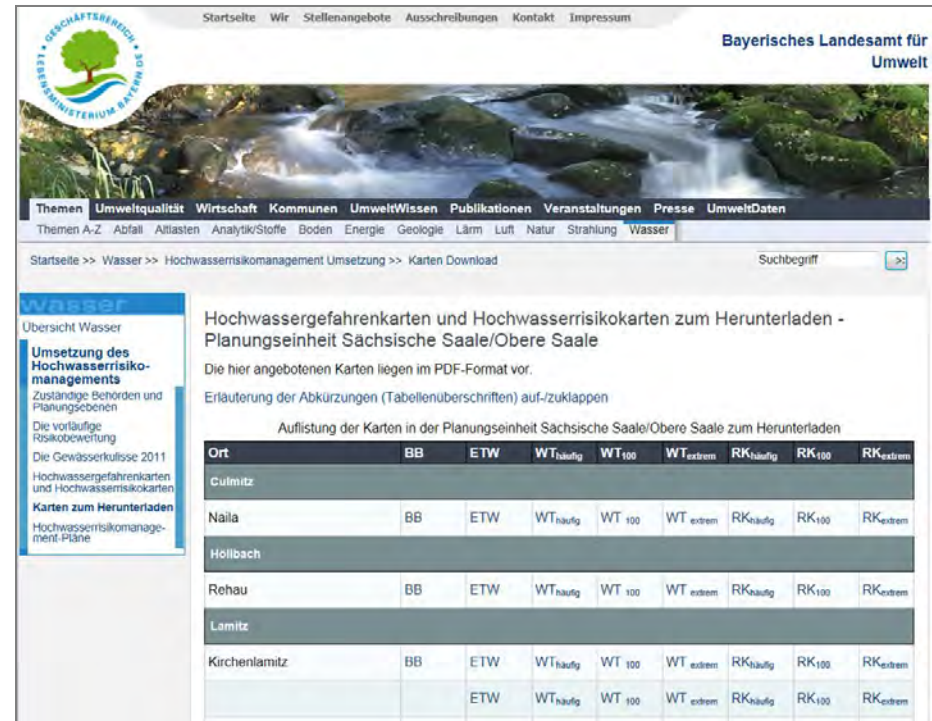 GESCHÄFTSBEREICH
LEBENSMINISTERIUM BAYERN.DE
Startseite Wir Stellenangebote Ausschreibungen Kontakt Impressum
Bayerisches Landesamt für
Umwelt
Themen Umweltqualität Wirtschaft Kommunen UmweltWissen Publikationen Veranstaltungen Presse UmweltDaten
Themen A-Z Abfall Altlasten Analytik/Stoffe Boden Energie Geologie Lärm Luft Natur Strahlung Wasser
Startseite >> Wasser >> Hochwasserrisikomanagement Umsetzung >> Karten Download Suchbegriff >>
wasser
Übersicht Wasser
Umsetzung des
Hochwasserrisiko-
managements
Zuständige Behörden und
Planungsebenen
Die vorläufige
Risikobewertung
Die Gewässerkulisse 2011
Hochwassergefahrenkarten
und Hochwasserrisikokarten
Karten zum Herunterladen
Hochwasserrisikomanage-
ment-Pläne
Hochwassergefahrenkarten und Hochwasserrisikokarten zum Herunterladen -
Planungseinheit Sächsische Saale/Obere Saale
Die hier angebotenen Karten liegen im PDF-Format vor.
Erläuterung der Abkürzungen (Tabellenüberschriften) auf-/zuklappen
Auflistung der Karten in der Planungseinheit Sächsische Saale/Obere Saale zum Herunterladen
Ort BB ETW WThäufig WT100 WTextrem RKhäufig RK100 RKextrem
Culmitz
Naila BB ETW WThäufig WT 100 WT extrem RKhäufig RK100 RKextrem
Höllbach
Rehau BB ETW WThäufig WT 100 WT extrem RKhäufig RK100 RKextrem
Lamitz
Kirchenlamitz BB ETW WThäufig WT 100 WT extrem RKhäufig RK100 RKextrem
ETW WThäufig WT 100 WT extrem RKhäufig RK100 RKextrem